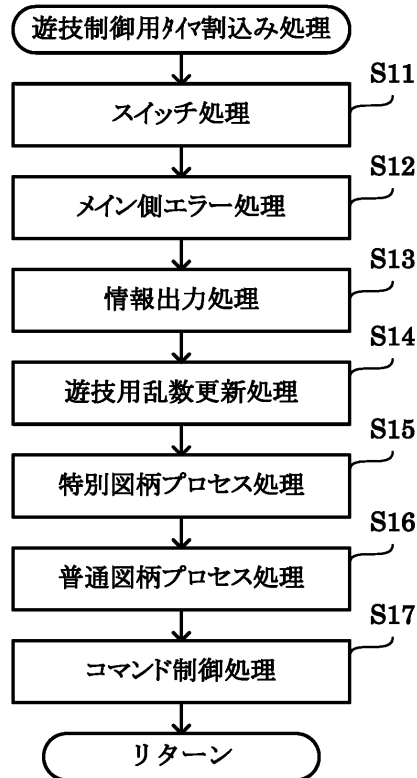 遊技制御用ﾀｲﾏ割込み処理
S11
スイッチ処理
S12
メイン側エラー処理
S13
情報出力処理
S14
遊技用乱数更新処理
S15
特別図柄プロセス処理
S16
普通図柄プロセス処理
S17
コマンド制御処理
リターン